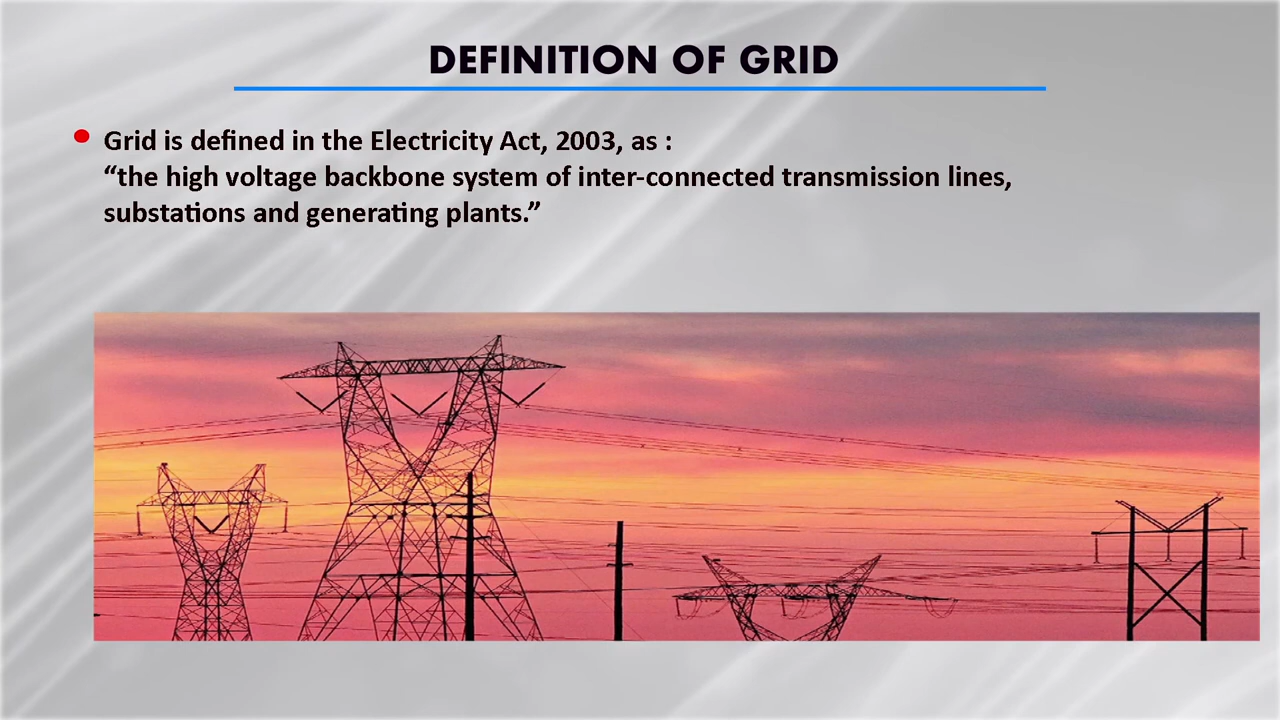 DEFINITION OF GRID
Grid is defined in the Electricity Act, 2003, as :
“the high voltage backbone system of inter-connected transmission lines,
substations and generating plants.”